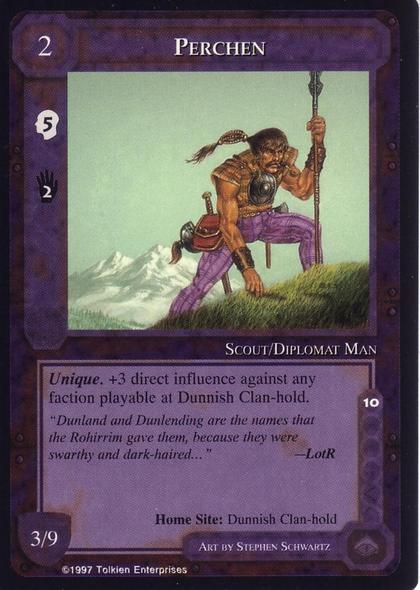 2
PERCHEN
5
2
SCOUT/DIPLOMAT MAN
Unique. +3 direct influence against any
faction playable at Dunnish Clan-hold.
10
"Dunland and Dunlending are the names that
the Rohirrim gave them, because they were
swarthy and dark-haired..." —LotR
Home Site: Dunnish Clan-hold
3/9
ART BY STEPHEN SCHWARTZ
©1997 Tolkien Enterprises